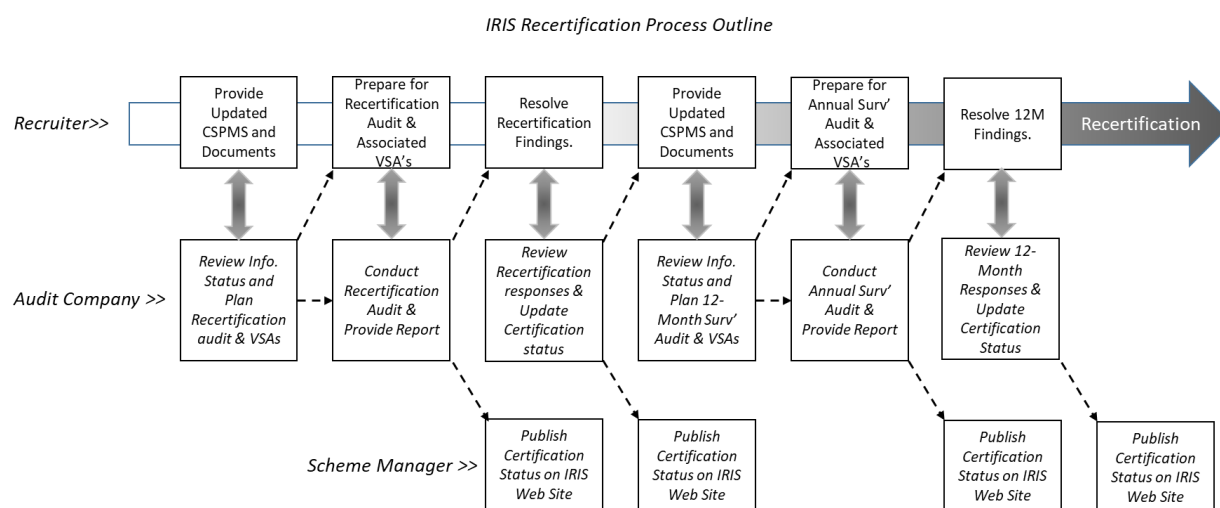 IRIS Recertification Process Outline
Recruiter>>
Provide
Updated
CSPMS and
Documents
Prepare for
Recertification
Audit &
Associated
VSA's
Resolve
Recertification
Findings.
Provide
Updated
CSPMS and
Documents
Prepare for
Annual Surv'
Audit &
Associated
VSA's
Resolve 12M
Findings.
Recertification
Audit Company >>
Review Info.
Status and
Plan
Recertification
audit & VSAs
Conduct
Recertification
Audit &
Provide Report
Review
Recertification
responses &
Update
Certification
status
Review Info.
Status and
Plan 12-
Month Surv'
Audit & VSAs
Conduct
Annual Surv'
Audit &
Provide Report
Review 12-
Month
Responses &
Update
Certification
Status
Scheme Manager >>
Publish
Certification
Status on IRIS
Web Site
Publish
Certification
Status on IRIS
Web Site
Publish
Certification
Status on IRIS
Web Site
Publish
Certification
Status on IRIS
Web Site